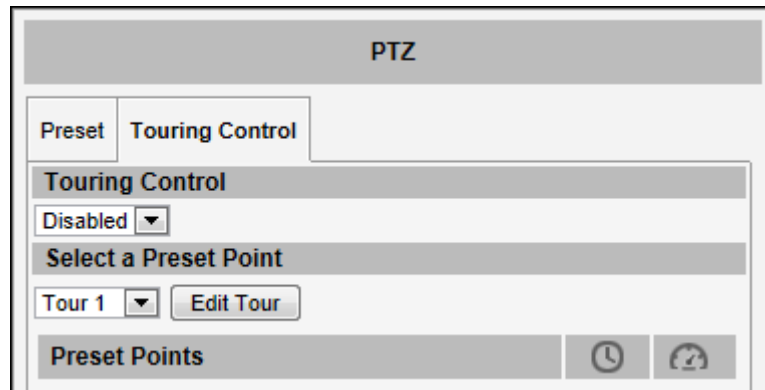 PTZ
Preset Touring Control
Touring Control
Disabled
Select a Preset Point
Tour 1 Edit Tour
Preset Points